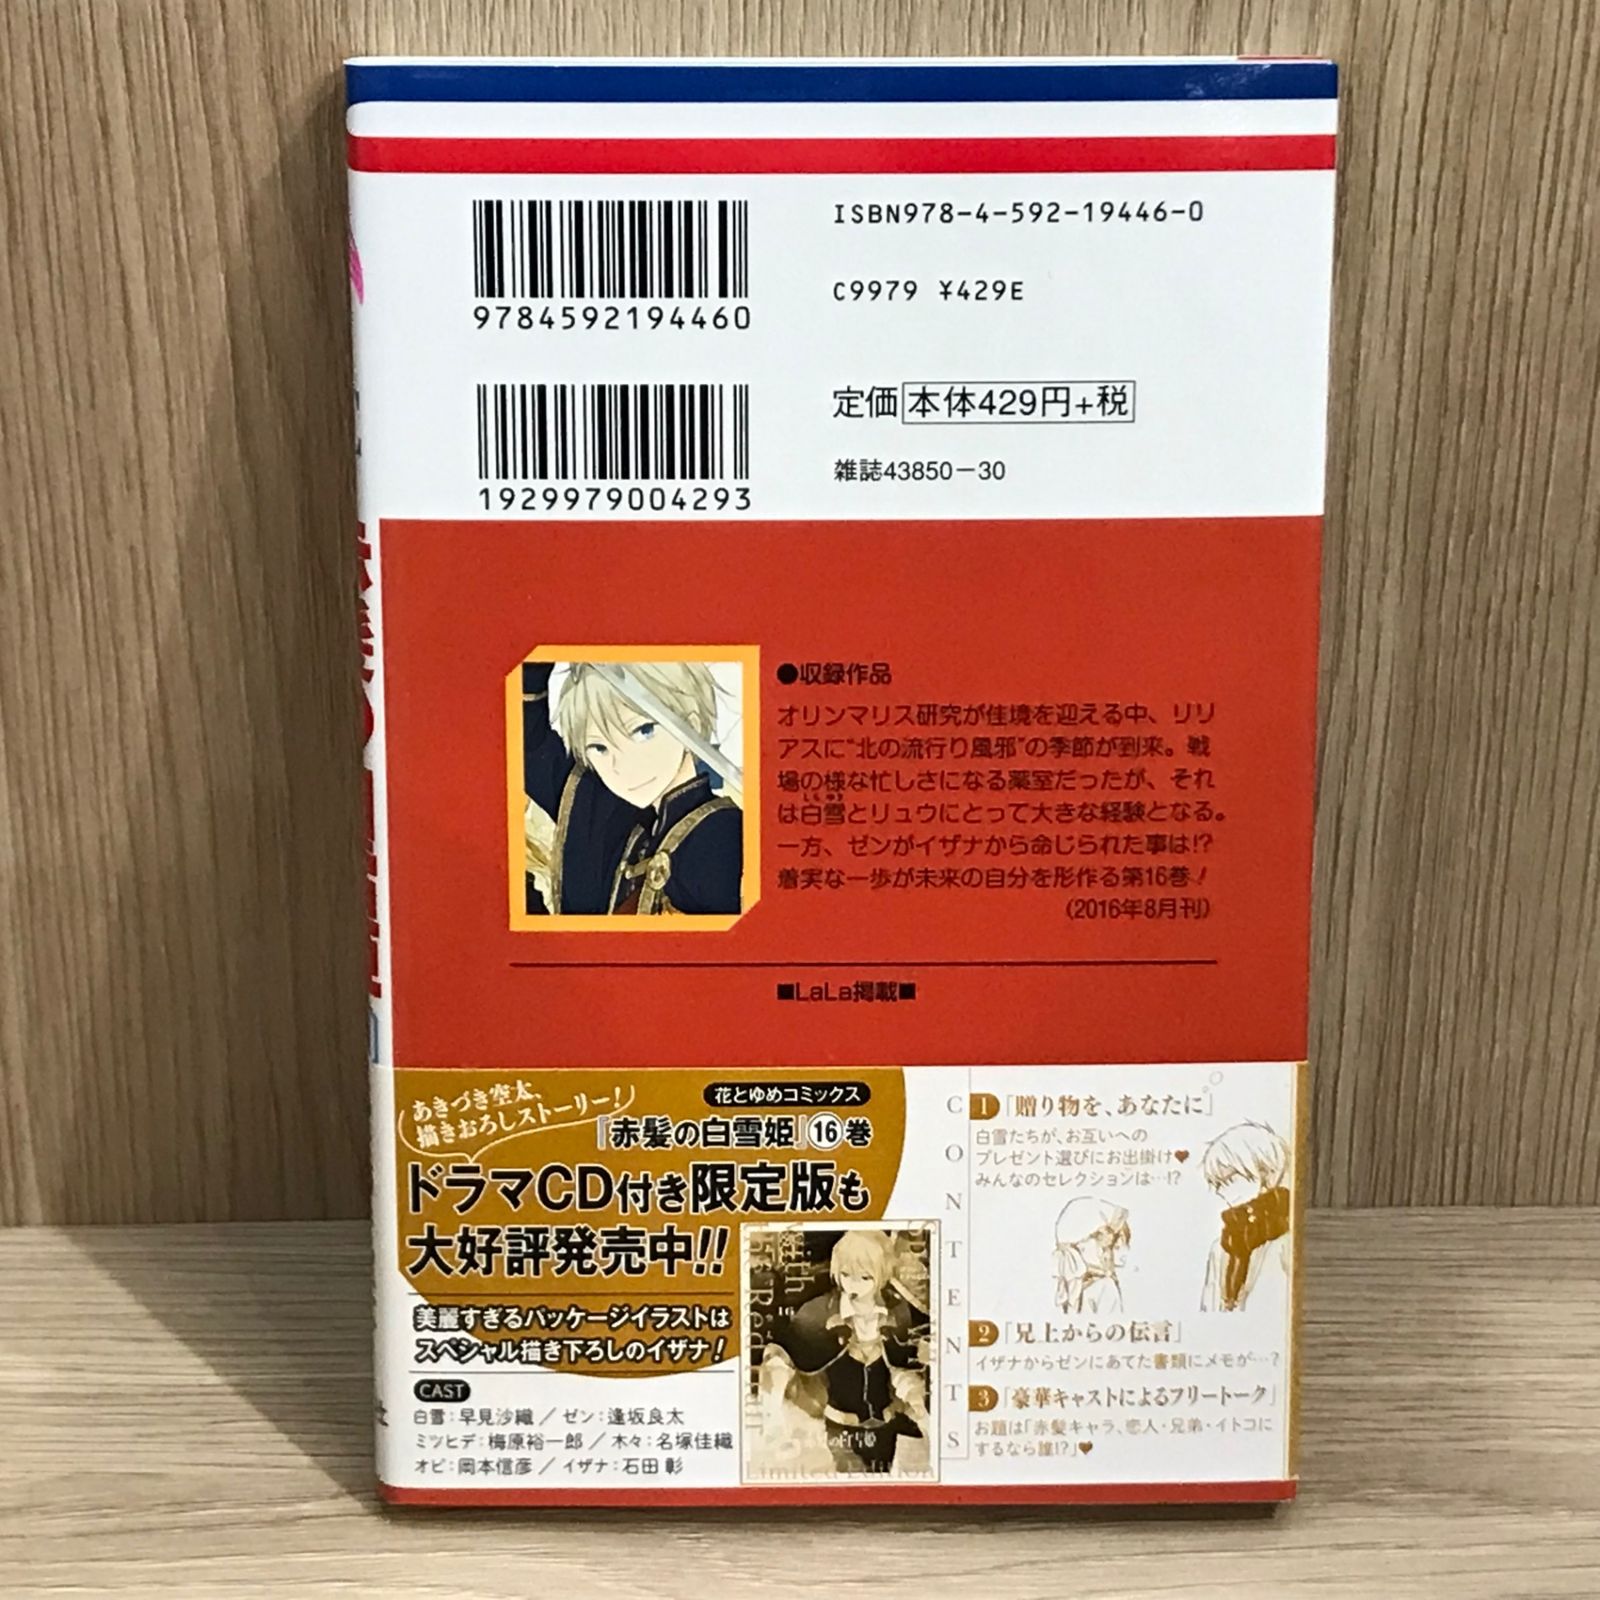 ISBN978-4-592-19446-0
9784592194460
C9979 ¥429E
定価 本体429円+税
1929979004293
雑誌43850-30
●収録作品
オリンマリス研究が佳境を迎える中、リリ
アスに“北の流行り風邪”の季節が到来。戦
場の様な忙しさになる薬室だったが、それ
は白雪とリュウにとって大きな経験となる。
一方、ゼンがイザナから命じられた事は!?
着実な一歩が未来の自分を形作る第16巻!
(2016年8月刊)
■LaLa掲載■
あきづき空太、
描きおろしストーリー!
花とゆめコミックス
『赤髪の白雪姫』⑯巻
ドラマCD付き限定版も
大好評発売中!!
美麗すぎるパッケージイラストは
スペシャル描き下ろしのイザナ!
CAST
白雪:早見沙織/ゼン:逢坂良太
ミツヒデ:梅原裕一郎/木々:名塚佳織
オビ:岡本信彦/イザナ:石田 彰
Limited Edition
CONTENTS
1「贈り物を、あなたに」
白雪たちが、お互いへの
プレゼント選びにお出掛け♥
みんなのセレクションは…!?
2「兄上からの伝言」
イザナからゼンにあてた書類にメモが…?
3「豪華キャストによるフリートーク」
お題は「赤髪キャラ、恋人・兄弟・イトコに
するなら誰!?」♥